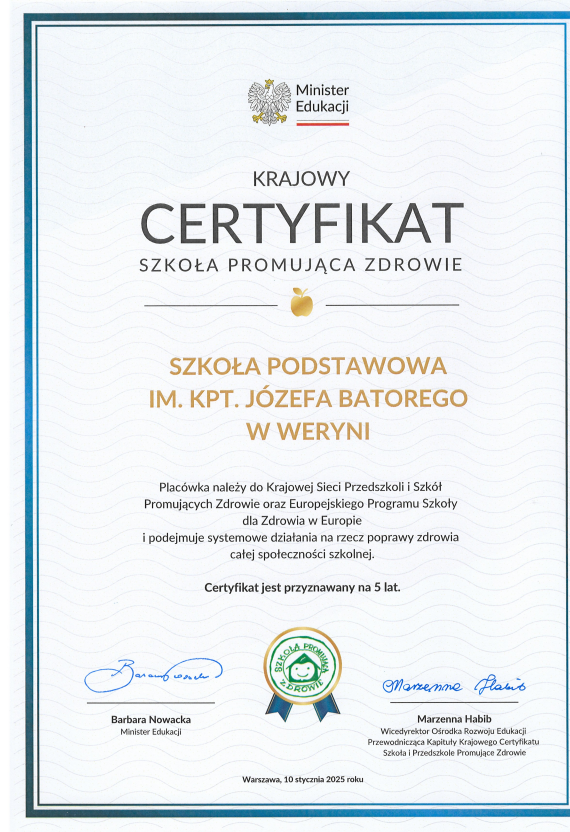 Minister
Edukacji
KRAJOWY
CERTYFIKAT
SZKOŁA PROMUJĄCA ZDROWIE
SZKOŁA PODSTAWOWA
IM. KPT. JÓZEFA BATOREGO
W WERYNI
Placówka należy do Krajowej Sieci Przedszkoli i Szkół
Promujących Zdrowie oraz Europejskiego Programu Szkoły
dla Zdrowia w Europie
i podejmuje systemowe działania na rzecz poprawy zdrowia
całej społeczności szkolnej.
Certyfikat jest przyznawany na 5 lat.
SZKOŁA PROMUJĄCA
ZDROWIE
Marzenna Habib
Barbara Nowacka
Minister Edukacji
Marzenna Habib
Wicedyrektor Ośrodka Rozwoju Edukacji
Przewodnicząca Kapituły Krajowego Certyfikatu
Szkoła i Przedszkole Promujące Zdrowie
Warszawa, 10 stycznia 2025 roku